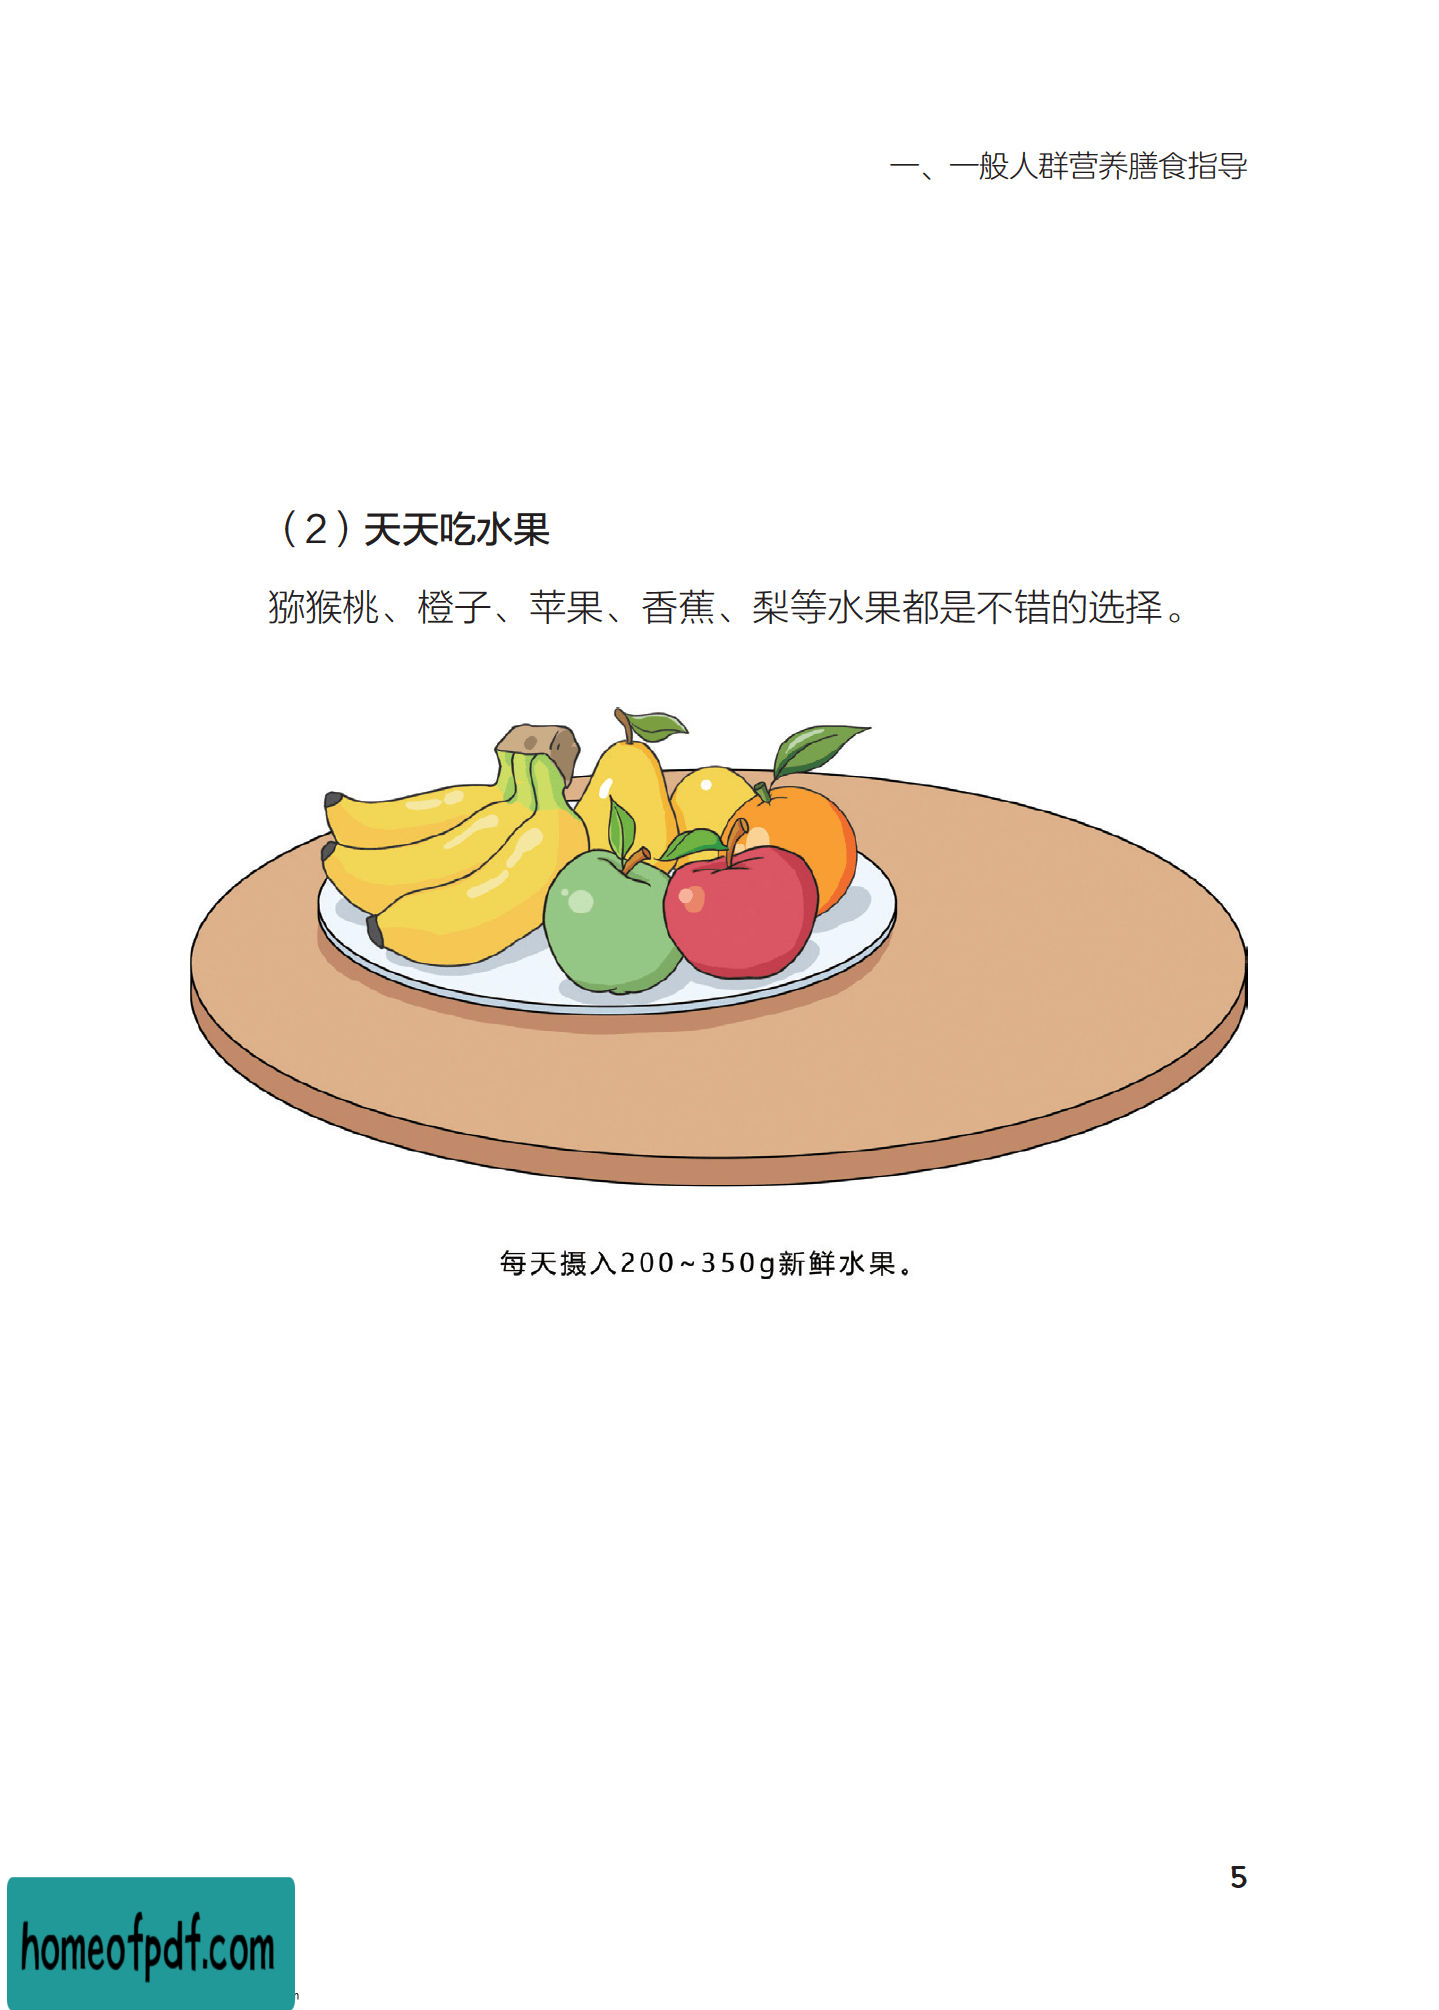 一、一般人群营养膳食指导
（2）天天吃水果
猕猴桃、橙子、苹果、香蕉、梨等水果都是不错的选择。
每天摄入200~350g新鲜水果。
5
homeofpdf.com